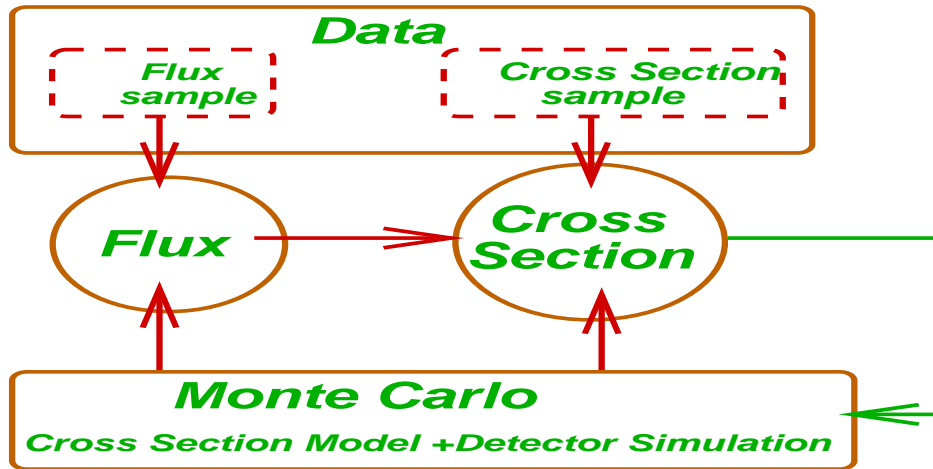 Data
Flux
sample
Cross Section
sample
Flux
Cross
Section
Monte Carlo
Cross Section Model +Detector Simulation